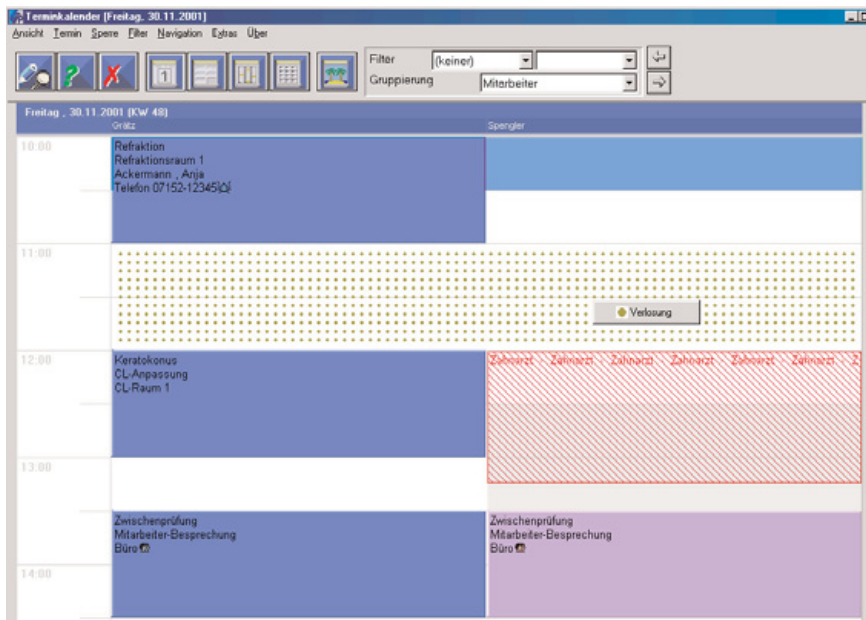 Terminkalender [Freitag, 30.11.2001]
Ansicht Termin Sperre Filter Navigation Extras Über
Filter (keiner)
Gruppierung Mitarbeiter
1
Freitag , 30.11.2001 (KW 48)
Grätz Spengler
10:00
Refraktion
Refraktionsraum 1
Ackermann , Anja
Telefon 07152-12345
11:00
Verlosung
12:00
Keratokonus
CL-Anpassung
CL-Raum 1
Zahnarzt - Zahnarzt - Zahnarzt - Zahnarzt - Zahnarzt - Zahnarzt - Z
13:00
Zwischenprüfung
Mitarbeiter-Besprechung
Büro
Zwischenprüfung
Mitarbeiter-Besprechung
Büro
14:00